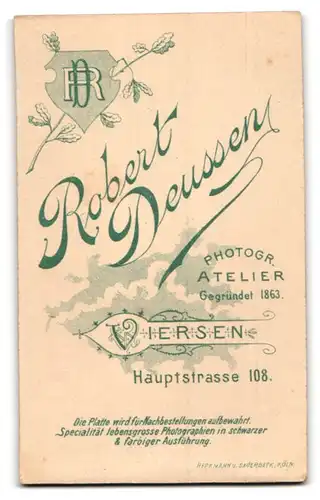 RD
Robert
Deussen
PHOTOGR.
ATELIER
Gegründet 1863.
VIERSEN
Hauptstrasse 108.
Die Platte wird für Nachbestellungen aufbewahrt.
Specialität lebensgrosse Photographien in schwarzer
& farbiger Ausführung.
KÖLN.